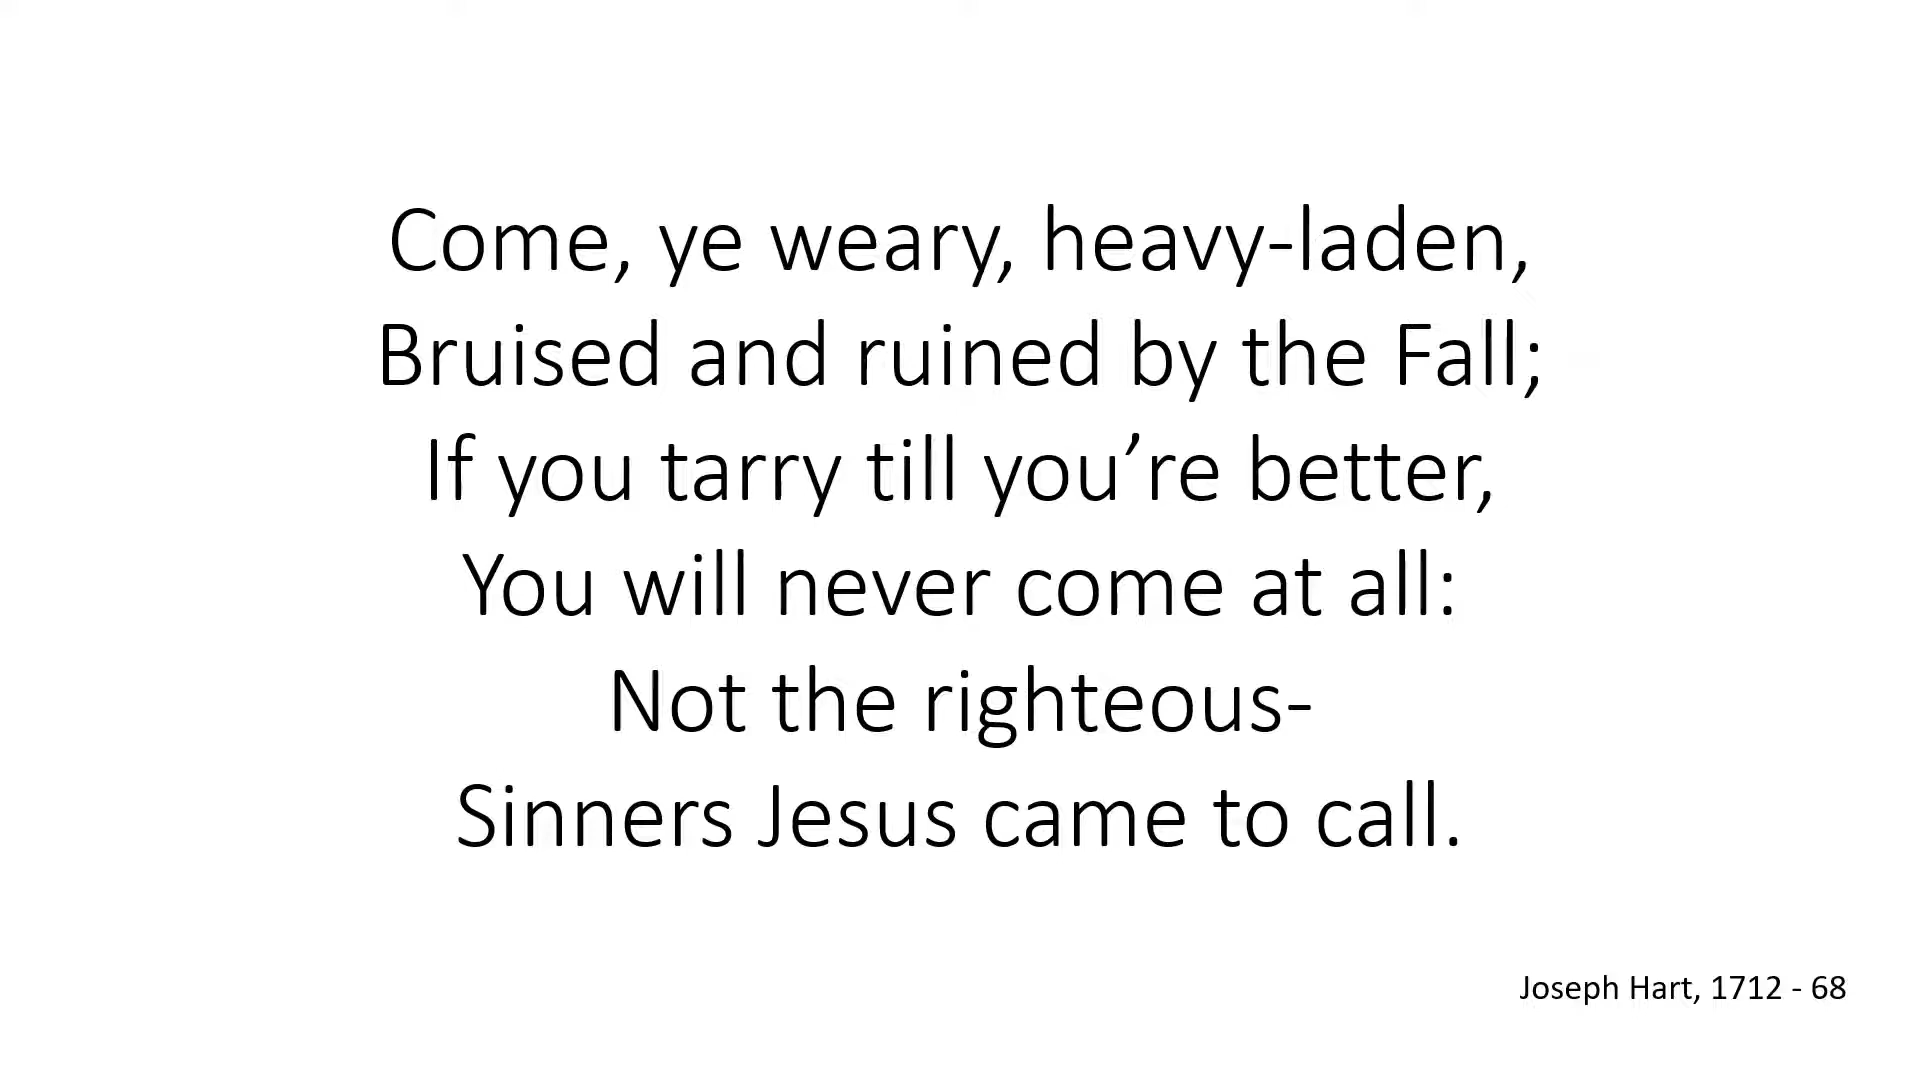 Come, ye weary, heavy-laden,
Bruised and ruined by the Fall;
If you tarry till you’re better,
You will never come at all:
Not the righteous-
Sinners Jesus came to call.
Joseph Hart, 1712 - 68